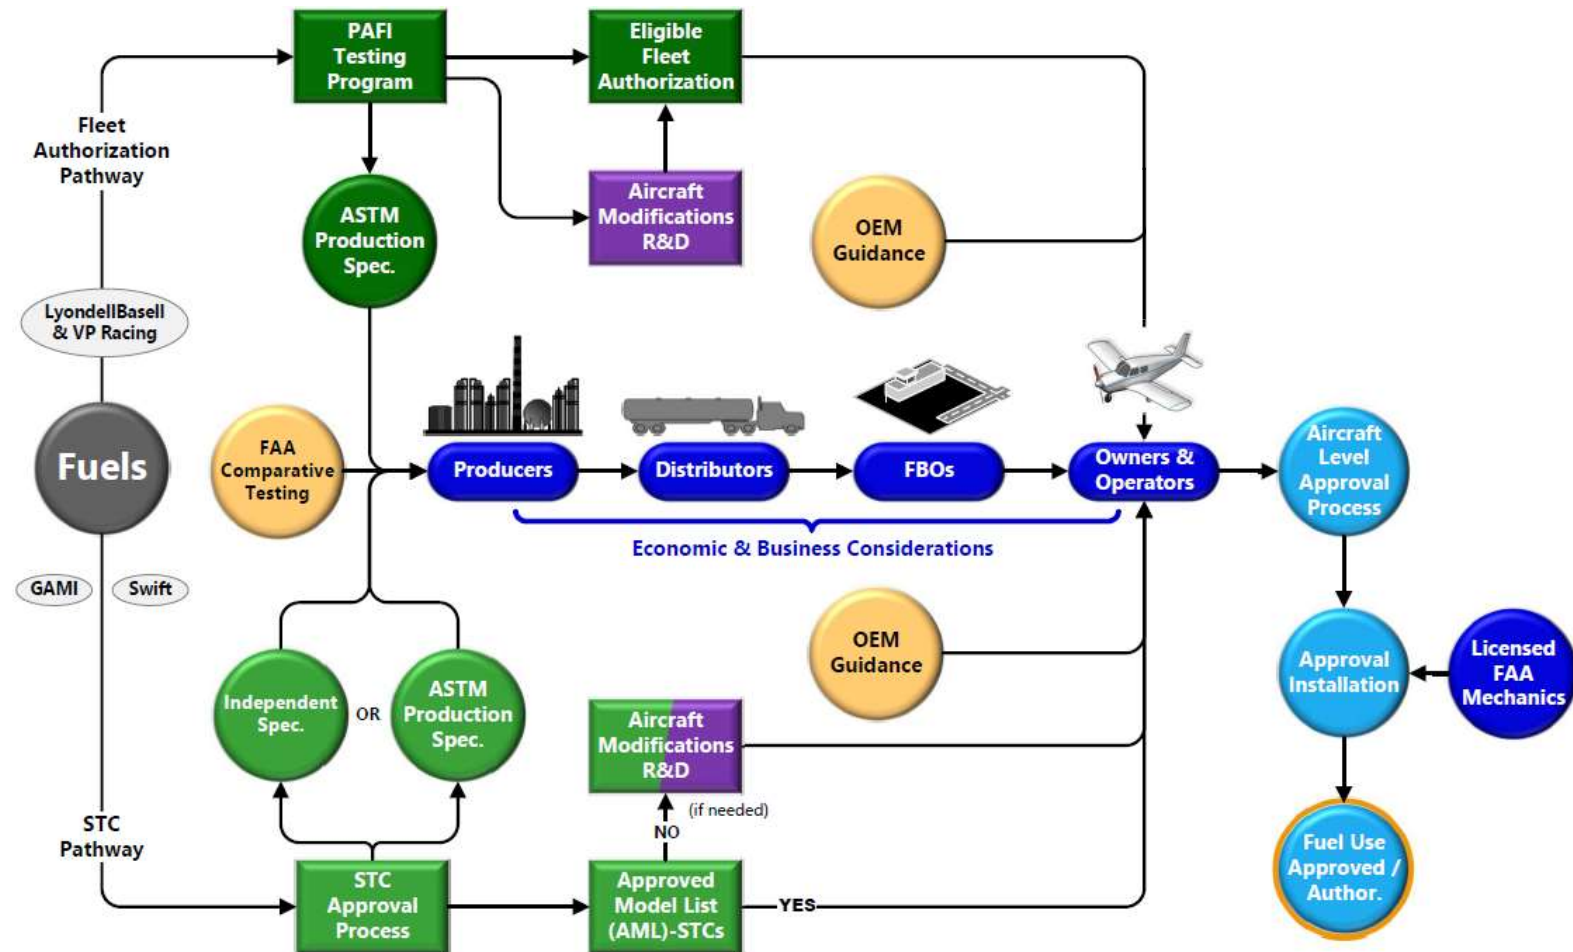 PAFI
Testing
Program
Eligible
Fleet
Authorization
Fleet
Authorization
Pathway
ASTM
Production
Spec.
Aircraft
Modifications
R&D
OEM
Guidance
LyondellBasell
& VP Racing
Fuels
FAA
Comparative
Testing
Producers
Distributors
FBOs
Owners &
Operators
Aircraft
Level
Approval
Process
Economic & Business Considerations
GAMI
Swift
Independent
Spec.
OR
ASTM
Production
Spec.
OEM
Guidance
Approval
Installation
Licensed
FAA
Mechanics
Aircraft
Modifications
R&D
(if needed)
NO
STC
Pathway
STC
Approval
Process
Approved
Model List
(AML)-STCs
YES
Fuel Use
Approved /
Author.